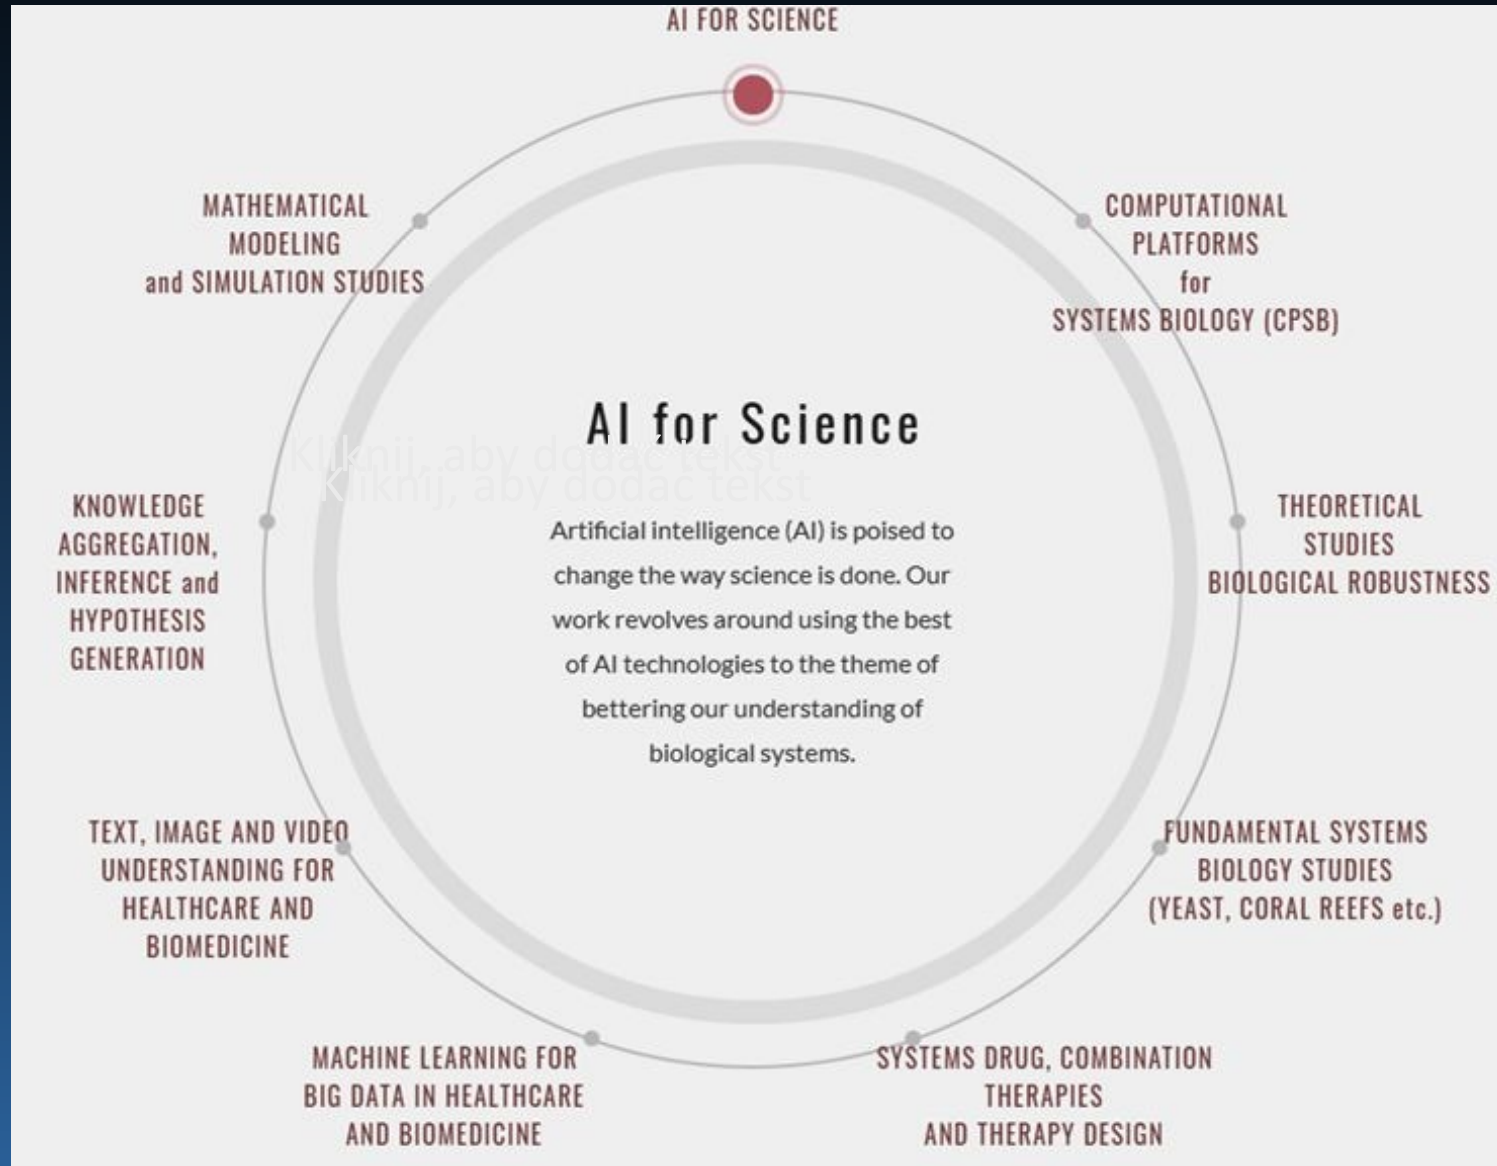 AI FOR SCIENCE
MATHEMATICAL
MODELING
and SIMULATION STUDIES
COMPUTATIONAL
PLATFORMS
for
SYSTEMS BIOLOGY (CPSB)
AI for Science
Kliknij, aby dodać tekst
Kliknij, aby dodać tekst
Artificial intelligence (AI) is poised to
change the way science is done. Our
work revolves around using the best
of AI technologies to the theme of
bettering our understanding of
biological systems.
KNOWLEDGE
AGGREGATION,
INFERENCE and
HYPOTHESIS
GENERATION
THEORETICAL
STUDIES
BIOLOGICAL ROBUSTNESS
TEXT, IMAGE AND VIDEO
UNDERSTANDING FOR
HEALTHCARE AND
BIOMEDICINE
FUNDAMENTAL SYSTEMS
BIOLOGY STUDIES
(YEAST, CORAL REEFS etc.)
MACHINE LEARNING FOR
BIG DATA IN HEALTHCARE
AND BIOMEDICINE
SYSTEMS DRUG, COMBINATION
THERAPIES
AND THERAPY DESIGN